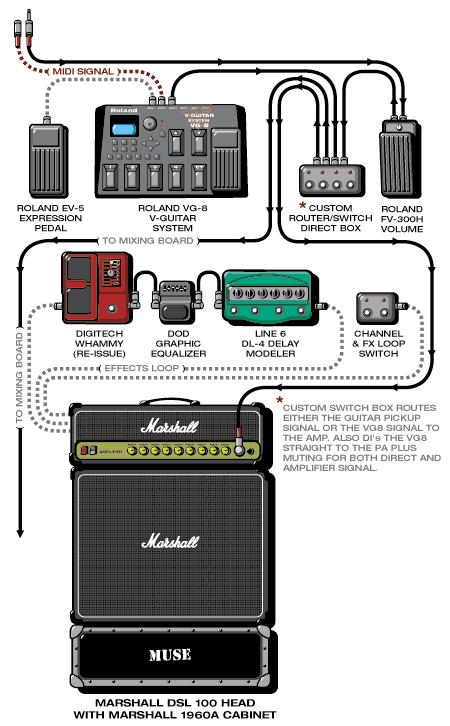 MIDI SIGNAL
Roland
V-GUITAR
SYSTEM
VG-8
ROLAND EV-5
EXPRESSION
PEDAL
ROLAND VG-8
V-GUITAR
SYSTEM
*CUSTOM
ROUTER/SWITCH
DIRECT BOX
ROLAND
FV-300H
VOLUME
TO MIXING BOARD
TO MIXING BOARD
DIGITECH
WHAMMY
(RE-ISSUE)
DOD
GRAPHIC
EQUALIZER
LINE 6
DL-4 DELAY
MODELER
CHANNEL
& FX LOOP
SWITCH
EFFECTS LOOP
*CUSTOM SWITCH BOX ROUTES
EITHER THE GUITAR PICKUP
SIGNAL OR THE VG8 SIGNAL TO
THE AMP. ALSO DI'S THE VG8
STRAIGHT TO THE PA PLUS
MUTING FOR BOTH DIRECT AND
AMPLIFIER SIGNAL.
Marshall
AMPLIFIER
Marshall
MUSE
MARSHALL DSL 100 HEAD
WITH MARSHALL 1960A CABINET